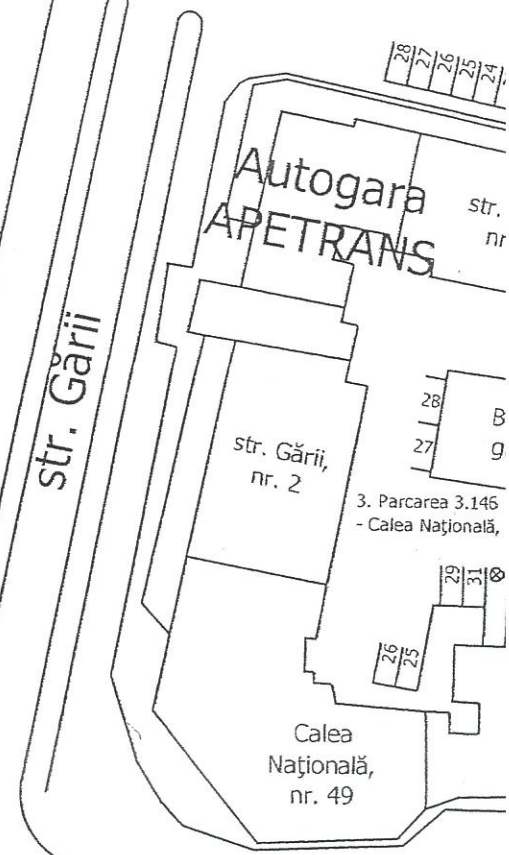 28
27
26
25
24
Autogara
APETRANS
str.
nr
str. Gării
28
27
B
g
str. Gării,
nr. 2
3. Parcarea 3.146
- Calea Naţională,
29
31
26
25
Calea
Naţională,
nr. 49